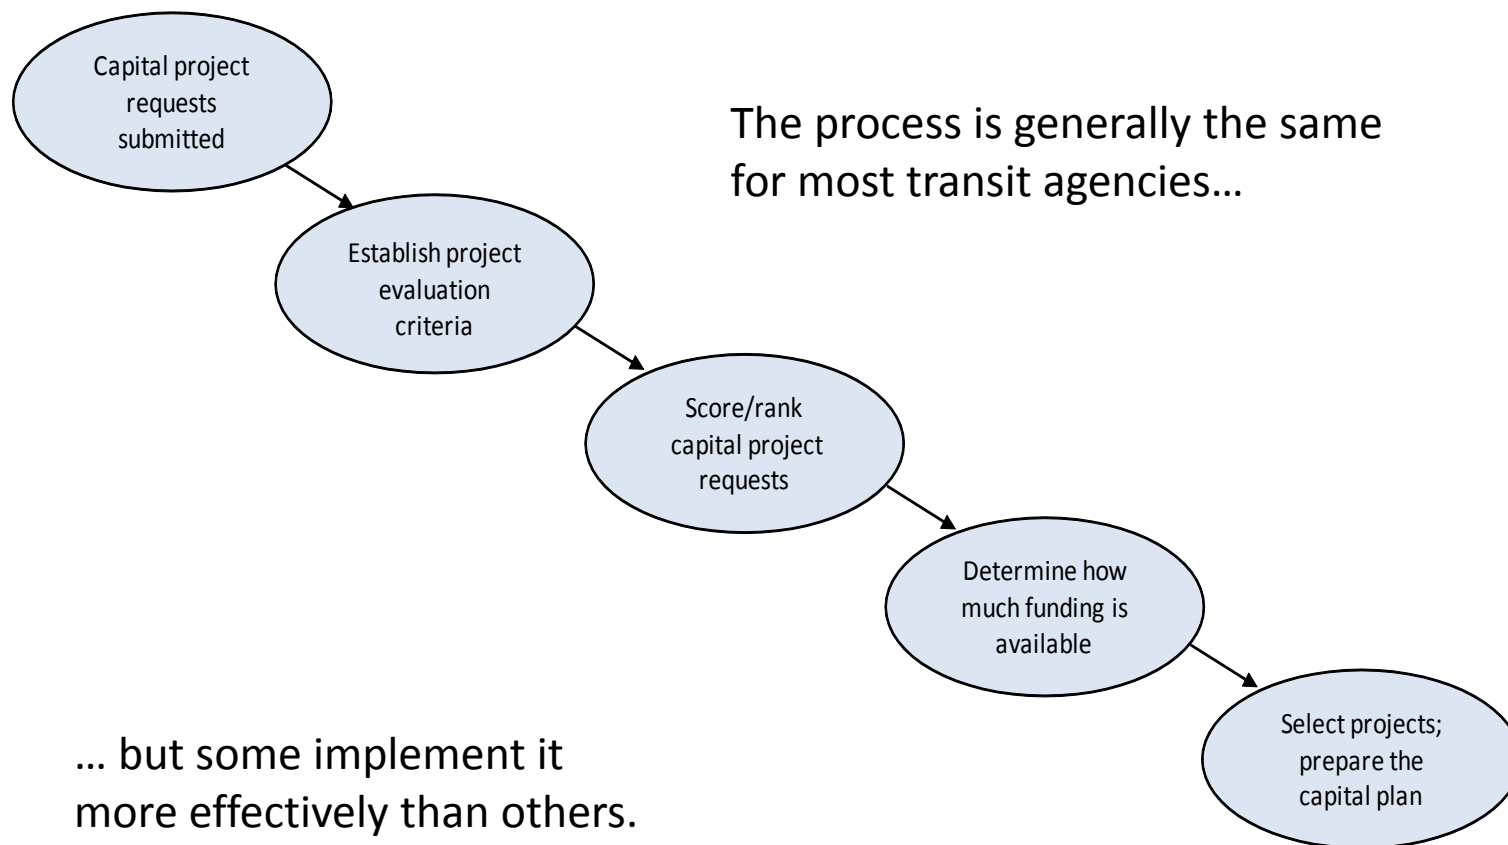 Capital project
requests
submitted
The process is generally the same
for most transit agencies…
Establish project
evaluation
criteria
Score/rank
capital project
requests
Determine how
much funding is
available
Select projects;
prepare the
capital plan
… but some implement it
more effectively than others.